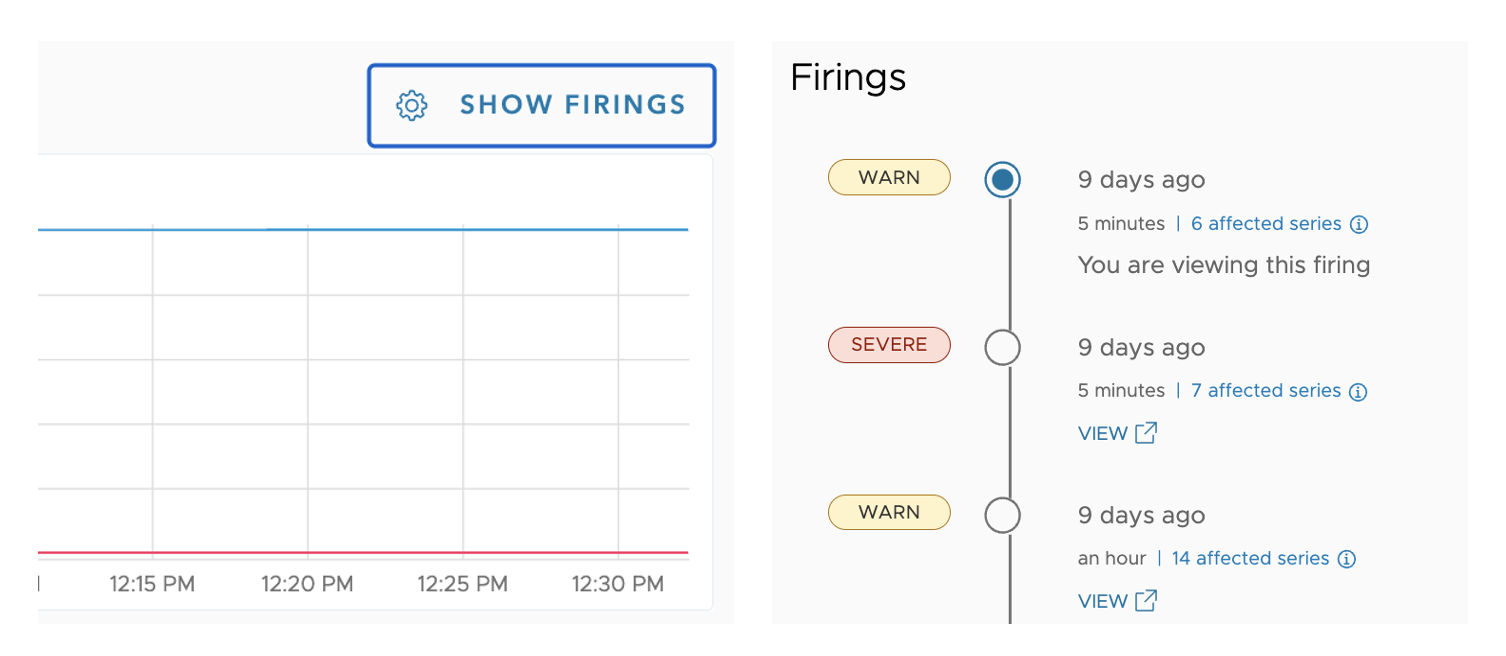 SHOW FIRINGS
12:15 PM
12:20 PM
12:25 PM
12:30 PM
Firings
WARN
9 days ago
5 minutes | 6 affected series
You are viewing this firing
SEVERE
9 days ago
5 minutes | 7 affected series
VIEW
WARN
9 days ago
an hour | 14 affected series
VIEW